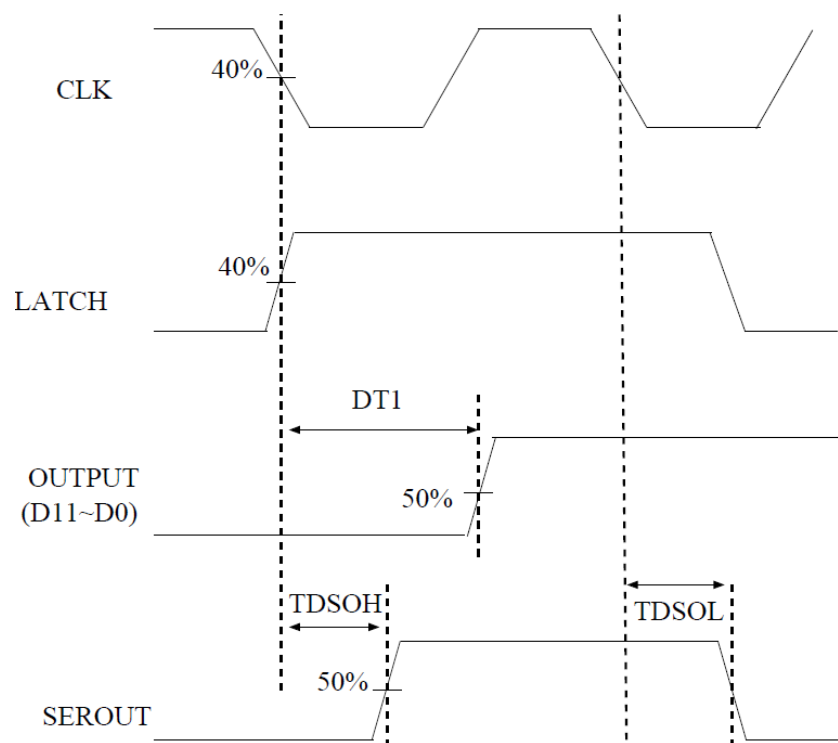 40%
CLK
40%
LATCH
DT1
OUTPUT
(D11~D0)
50%
TDSOH
TDSOL
50%
SEROUT